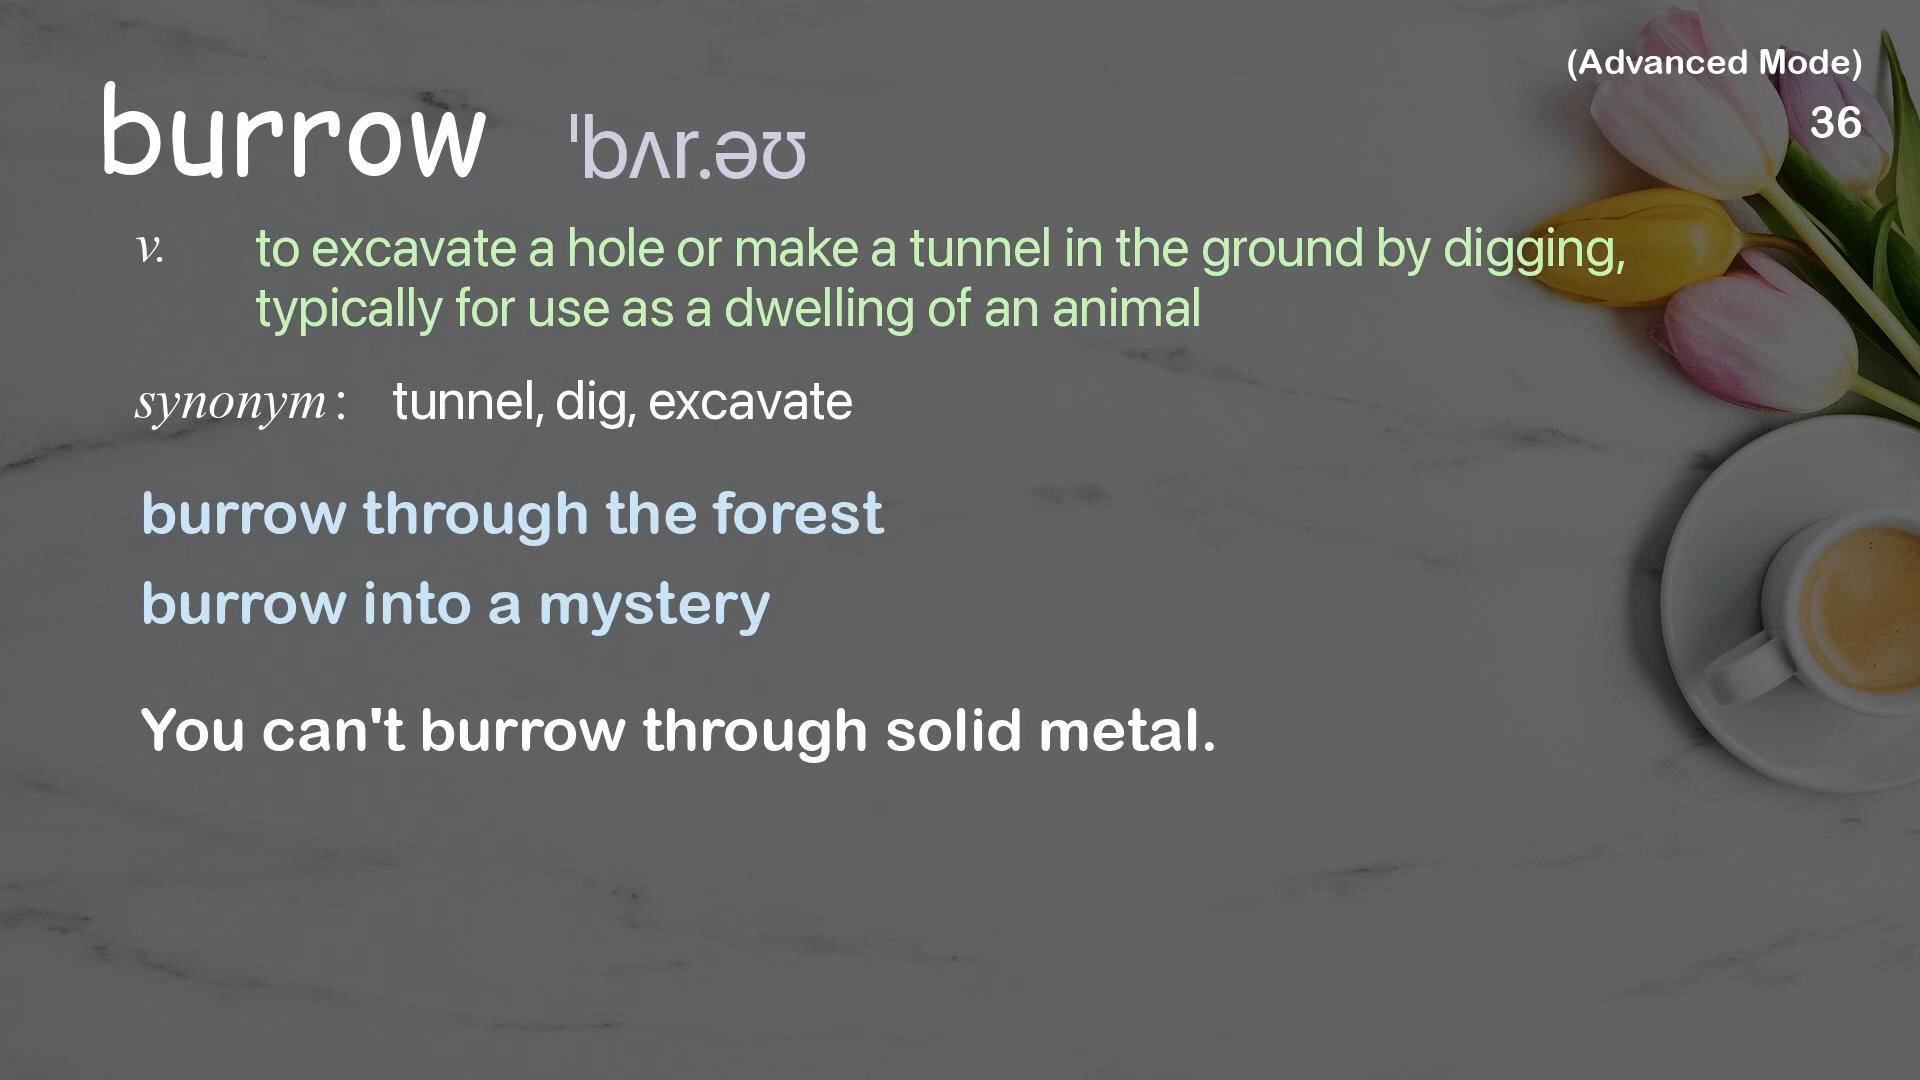 (Advanced Mode)
36
burrow ˈbʌr.əʊ
v. to excavate a hole or make a tunnel in the ground by digging,
typically for use as a dwelling of an animal
synonym : tunnel, dig, excavate
burrow through the forest
burrow into a mystery
You can't burrow through solid metal.